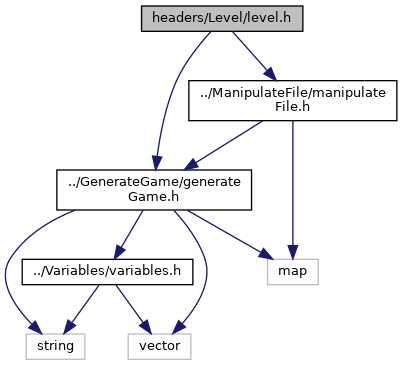 headers/Level/level.h
../ManipulateFile/manipulate
File.h
../GenerateGame/generate
Game.h
../Variables/variables.h
map
string
vector